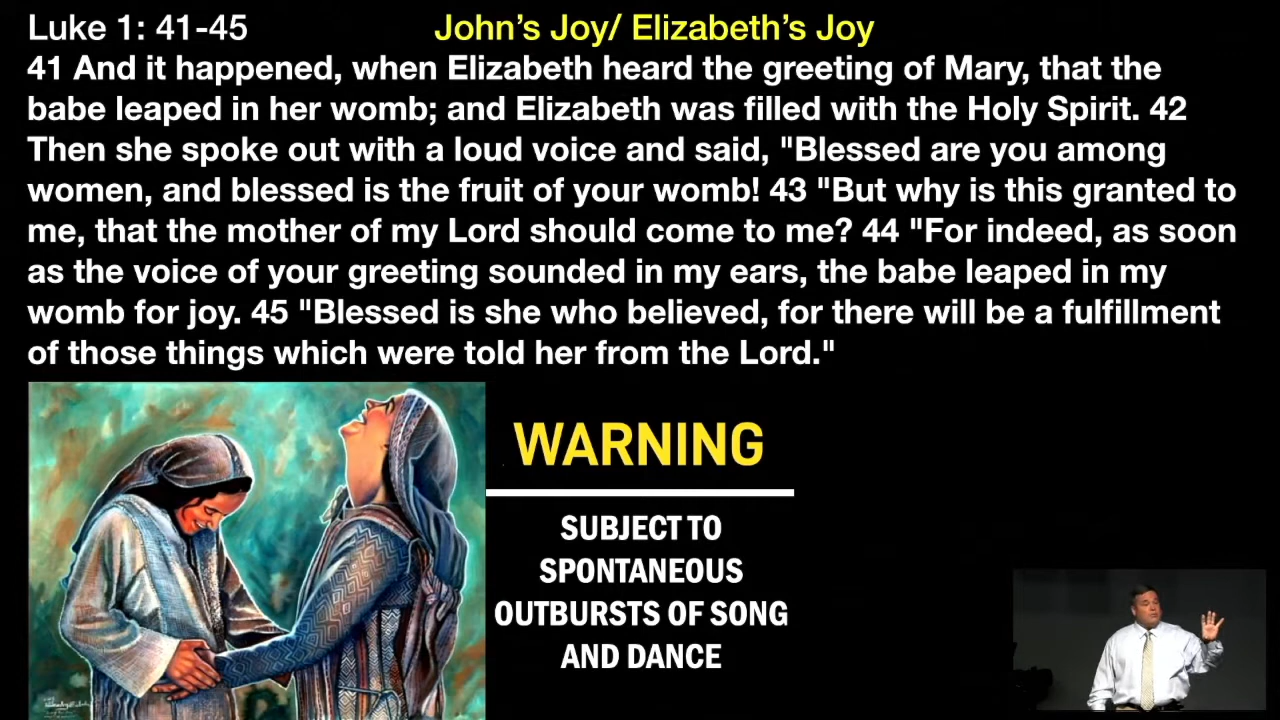 Luke 1: 41-45
John’s Joy/ Elizabeth’s Joy
41 And it happened, when Elizabeth heard the greeting of Mary, that the
babe leaped in her womb; and Elizabeth was filled with the Holy Spirit. 42
Then she spoke out with a loud voice and said, "Blessed are you among
women, and blessed is the fruit of your womb! 43 "But why is this granted to
me, that the mother of my Lord should come to me? 44 "For indeed, as soon
as the voice of your greeting sounded in my ears, the babe leaped in my
womb for joy. 45 "Blessed is she who believed, for there will be a fulfillment
of those things which were told her from the Lord."
WARNING
SUBJECT TO
SPONTANEOUS
OUTBURSTS OF SONG
AND DANCE